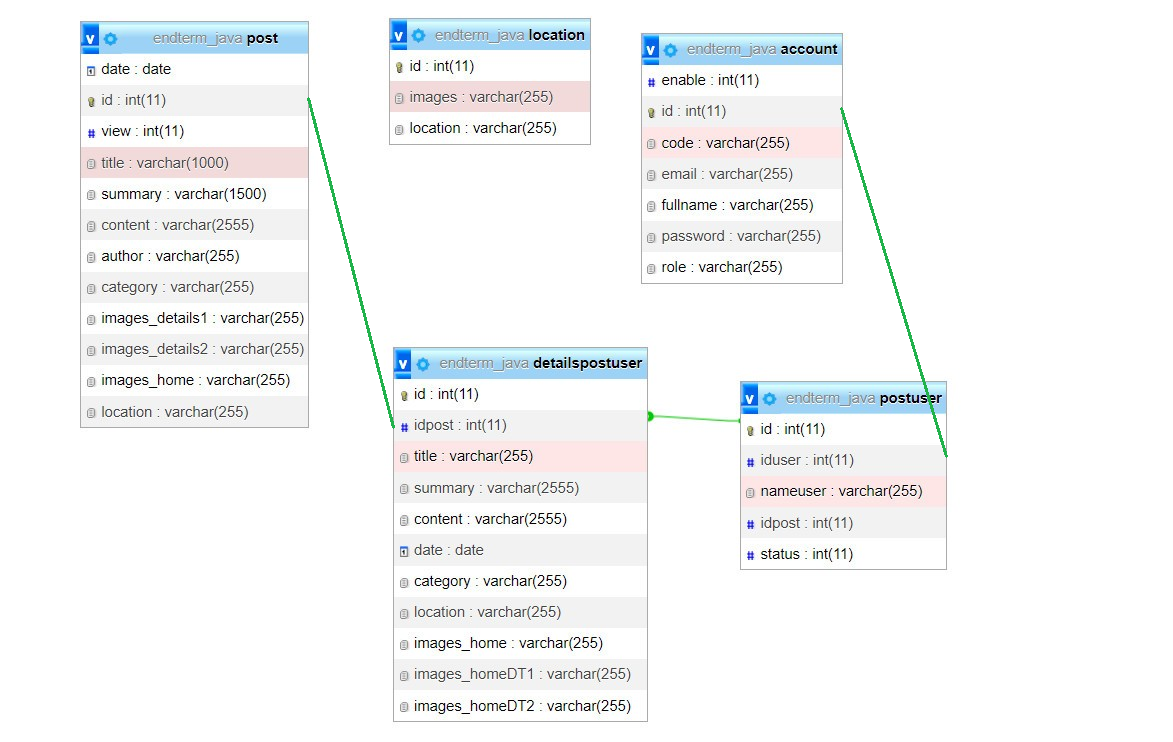 v endterm_java post
date : date
id : int(11)
view : int(11)
title : varchar(1000)
summary : varchar(1500)
content : varchar(2555)
author : varchar(255)
category : varchar(255)
images_details1 : varchar(255)
images_details2 : varchar(255)
images_home : varchar(255)
location : varchar(255)
v endterm_java location
id : int(11)
images : varchar(255)
location : varchar(255)
v endterm_java account
# enable : int(11)
id : int(11)
code : varchar(255)
email : varchar(255)
fullname : varchar(255)
password : varchar(255)
role : varchar(255)
v endterm_java detailspostuser
id : int(11)
# idpost : int(11)
title : varchar(255)
summary : varchar(2555)
content : varchar(2555)
date : date
category : varchar(255)
location : varchar(255)
images_home : varchar(255)
images_homeDT1 : varchar(255)
images_homeDT2 : varchar(255)
v endterm_java postuser
id : int(11)
# iduser : int(11)
nameuser : varchar(255)
# idpost : int(11)
# status : int(11)